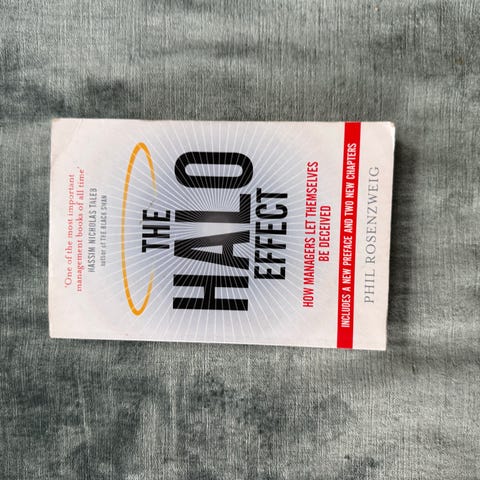 'One of the most important
management books of all time'
NASSIM NICHOLAS TALEB
author of THE BLACK SWAN
THE
HALO
EFFECT
HOW MANAGERS LET THEMSELVES
BE DECEIVED
INCLUDES A NEW PREFACE AND TWO NEW CHAPTERS
PHIL ROSENZWEIG